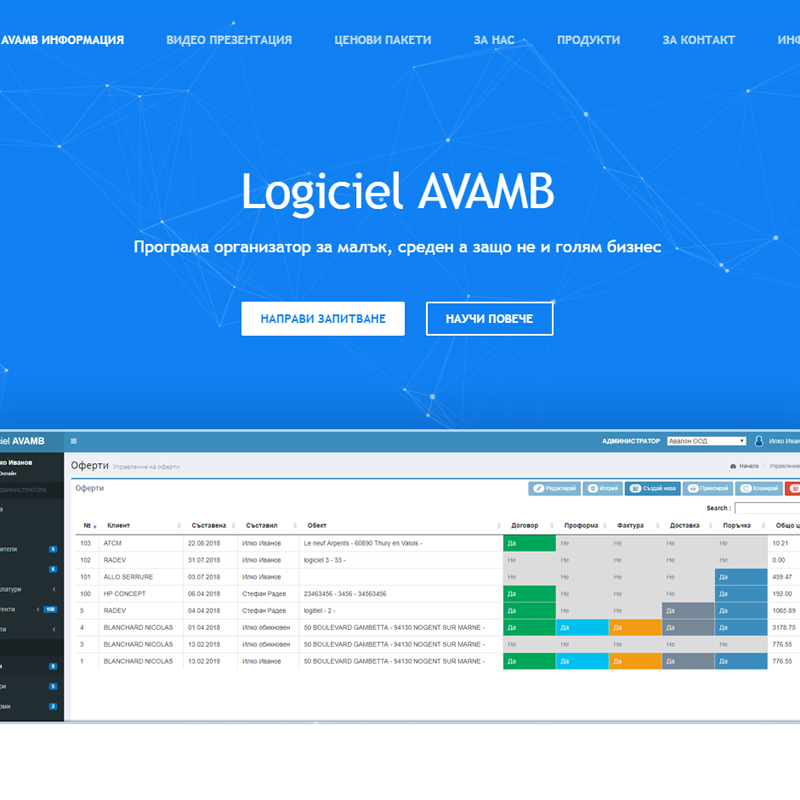 AVAMB ИНФОРМАЦИЯ ВИДЕО ПРЕЗЕНТАЦИЯ ЦЕНОВИ ПАКЕТИ ЗА НАС ПРОДУКТИ ЗА КОНТАКТ ИНФ
Logiciel AVAMB
Програма организатор за малък, среден а защо не и голям бизнес
НАПРАВИ ЗАПИТВАНЕ НАУЧИ ПОВЕЧЕ
iel AVAMB АДМИНИСТРАТОР Авалон ООД Илко Иван
ко Иванов
Онлайн
ДМИНИСТРАТОРА
Оферти Управление на оферти Начало Управление
Оферти
Редактирай Изтрий Създай нова Принтирай Клонирай
Search :
№ Клиент Съставена Съставил Обект Договор Проформа Фактура Доставка Поръчка Общо ц
103 ATCM 22.08.2018 Илко Иванов Le neuf Arpents - 60890 Thury en Valois - Да Не Не Не Не 10.21
102 RADEV 31.07.2018 Илко Иванов logiciel 3 - 33 - Не Не Не Не Не 0.00
101 ALLO SERRURE 03.07.2018 Илко Иванов Не Не Не Не Да 459.47
100 HP CONCEPT 06.04.2018 Стефан Радев 23463456 - 3456 - 34563456 Да Не Не Не Да 192.00
5 RADEV 04.04.2018 Стефан Радев logitiel - 2 - Да Не Не Да Да 1065.89
4 BLANCHARD NICOLAS 01.04.2018 Илко обикновен 50 BOULEVARD GAMBETTA - 94130 NOGENT SUR MARNE - Да Да Да Да Да 3178.75
3 BLANCHARD NICOLAS 13.02.2018 Илко обикновен 50 BOULEVARD GAMBETTA - 94130 NOGENT SUR MARNE - Не Не Не Не Не 776.55
1 BLANCHARD NICOLAS 13.02.2018 Илко Иванов 50 BOULEVARD GAMBETTA - 94130 NOGENT SUR MARNE - Да Да Да Да Да 776.55